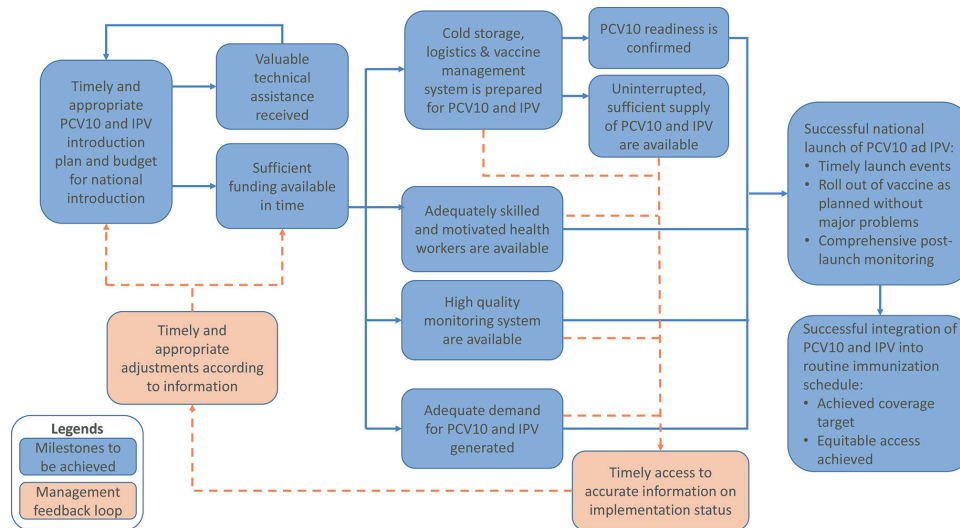 Timely and
appropriate
PCV10 and IPV
introduction
plan and budget
for national
introduction
Valuable
technical
assistance
received
Sufficient
funding available
in time
Cold storage,
logistics & vaccine
management
system is prepared
for PCV10 and IPV
PCV10 readiness is
confirmed
Uninterrupted,
sufficient supply
of PCV10 and IPV
are available
Adequately skilled
and motivated health
workers are available
High quality
monitoring system
are available
Adequate demand
for PCV10 and IPV
generated
Successful national
launch of PCV10 ad IPV:
• Timely launch events
• Roll out of vaccine as
planned without
major problems
• Comprehensive post-
launch monitoring
Successful integration of
PCV10 and IPV into
routine immunization
schedule:
• Achieved coverage
target
• Equitable access
achieved
Timely and
appropriate
adjustments according
to information
Timely access to
accurate information on
implementation status
Legends
Milestones to
be achieved
Management
feedback loop